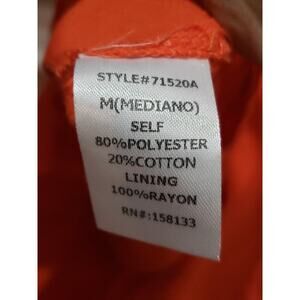 STYLE#71520A
M(MEDIANO)
SELF
80%POLYESTER
20%COTTON
LINING
100%RAYON
RN#:158133